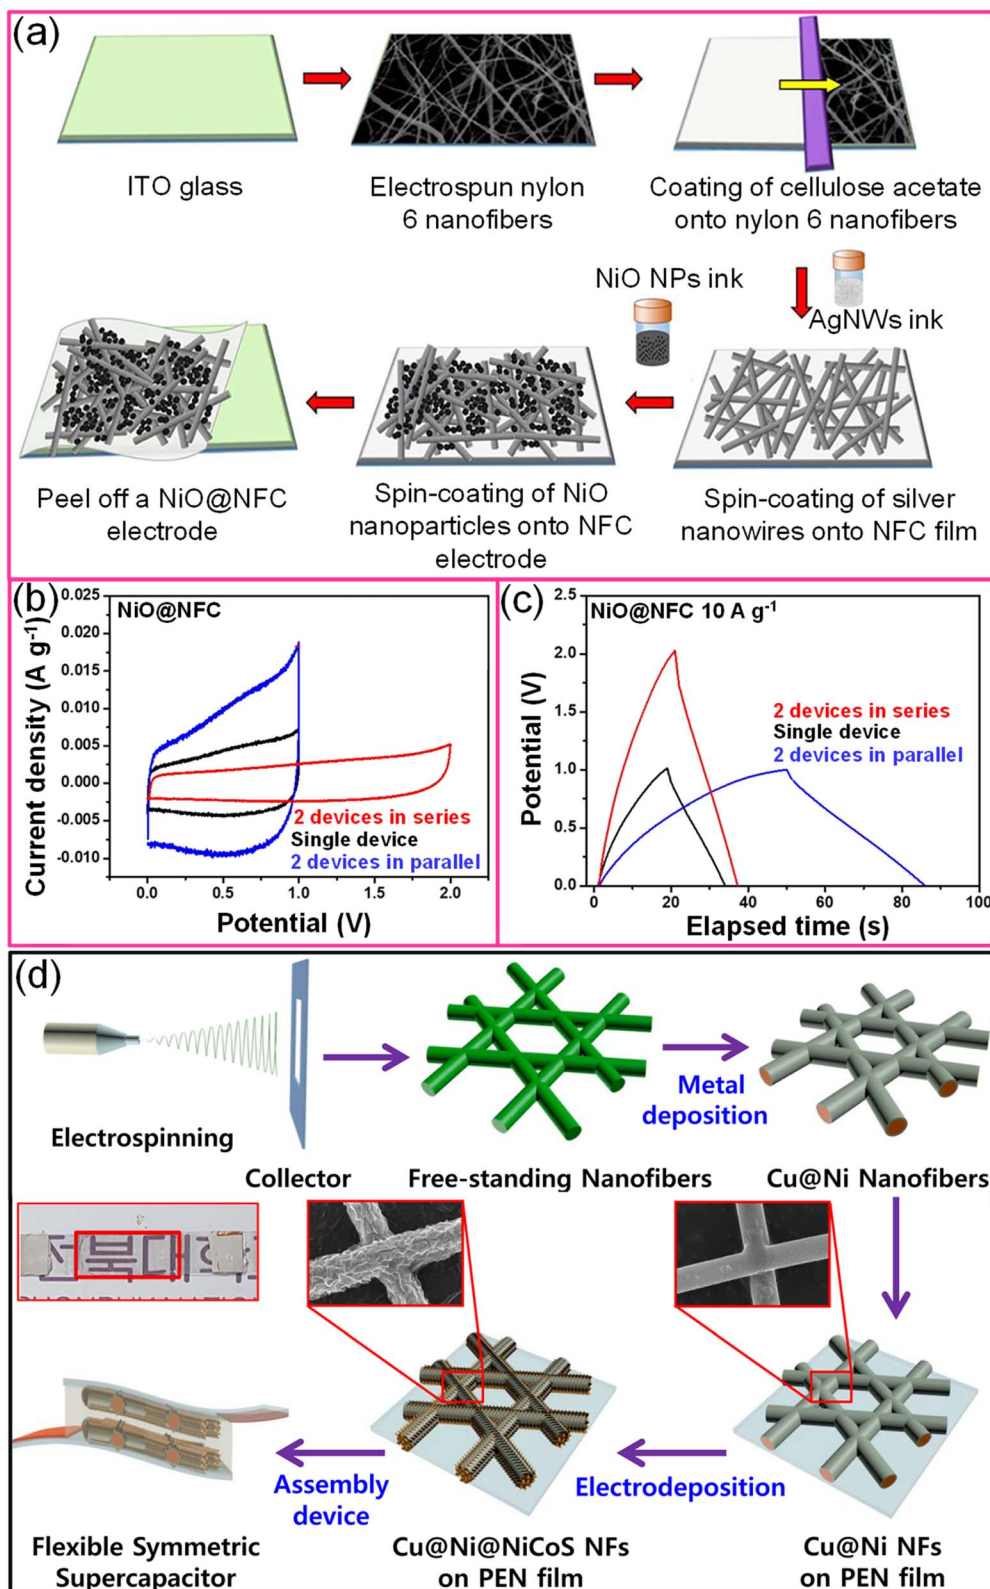 (a)
ITO glass
Electrospun nylon
6 nanofibers
Coating of cellulose acetate
onto nylon 6 nanofibers
NiO NPs ink
AgNWs ink
Peel off a NiO@NFC
electrode
Spin-coating of NiO
nanoparticles onto NFC
electrode
Spin-coating of silver
nanowires onto NFC film
(b)
NiO@NFC
Current density (A g⁻¹)
0.025
0.020
0.015
0.010
0.005
0.000
-0.005
-0.010
2 devices in series
Single device
2 devices in parallel
0.0 0.5 1.0 1.5 2.0
Potential (V)
(c)
NiO@NFC 10 A g⁻¹
Potential (V)
2.5
2.0
1.5
1.0
0.5
0.0
2 devices in series
Single device
2 devices in parallel
0 20 40 60 80 100
Elapsed time (s)
(d)
Electrospinning
Collector
Free-standing Nanofibers
Metal
deposition
Cu@Ni Nanofibers
전북대학
Assembly
device
Electrodeposition
Flexible Symmetric
Supercapacitor
Cu@Ni@NiCoS NFs
on PEN film
Cu@Ni NFs
on PEN film